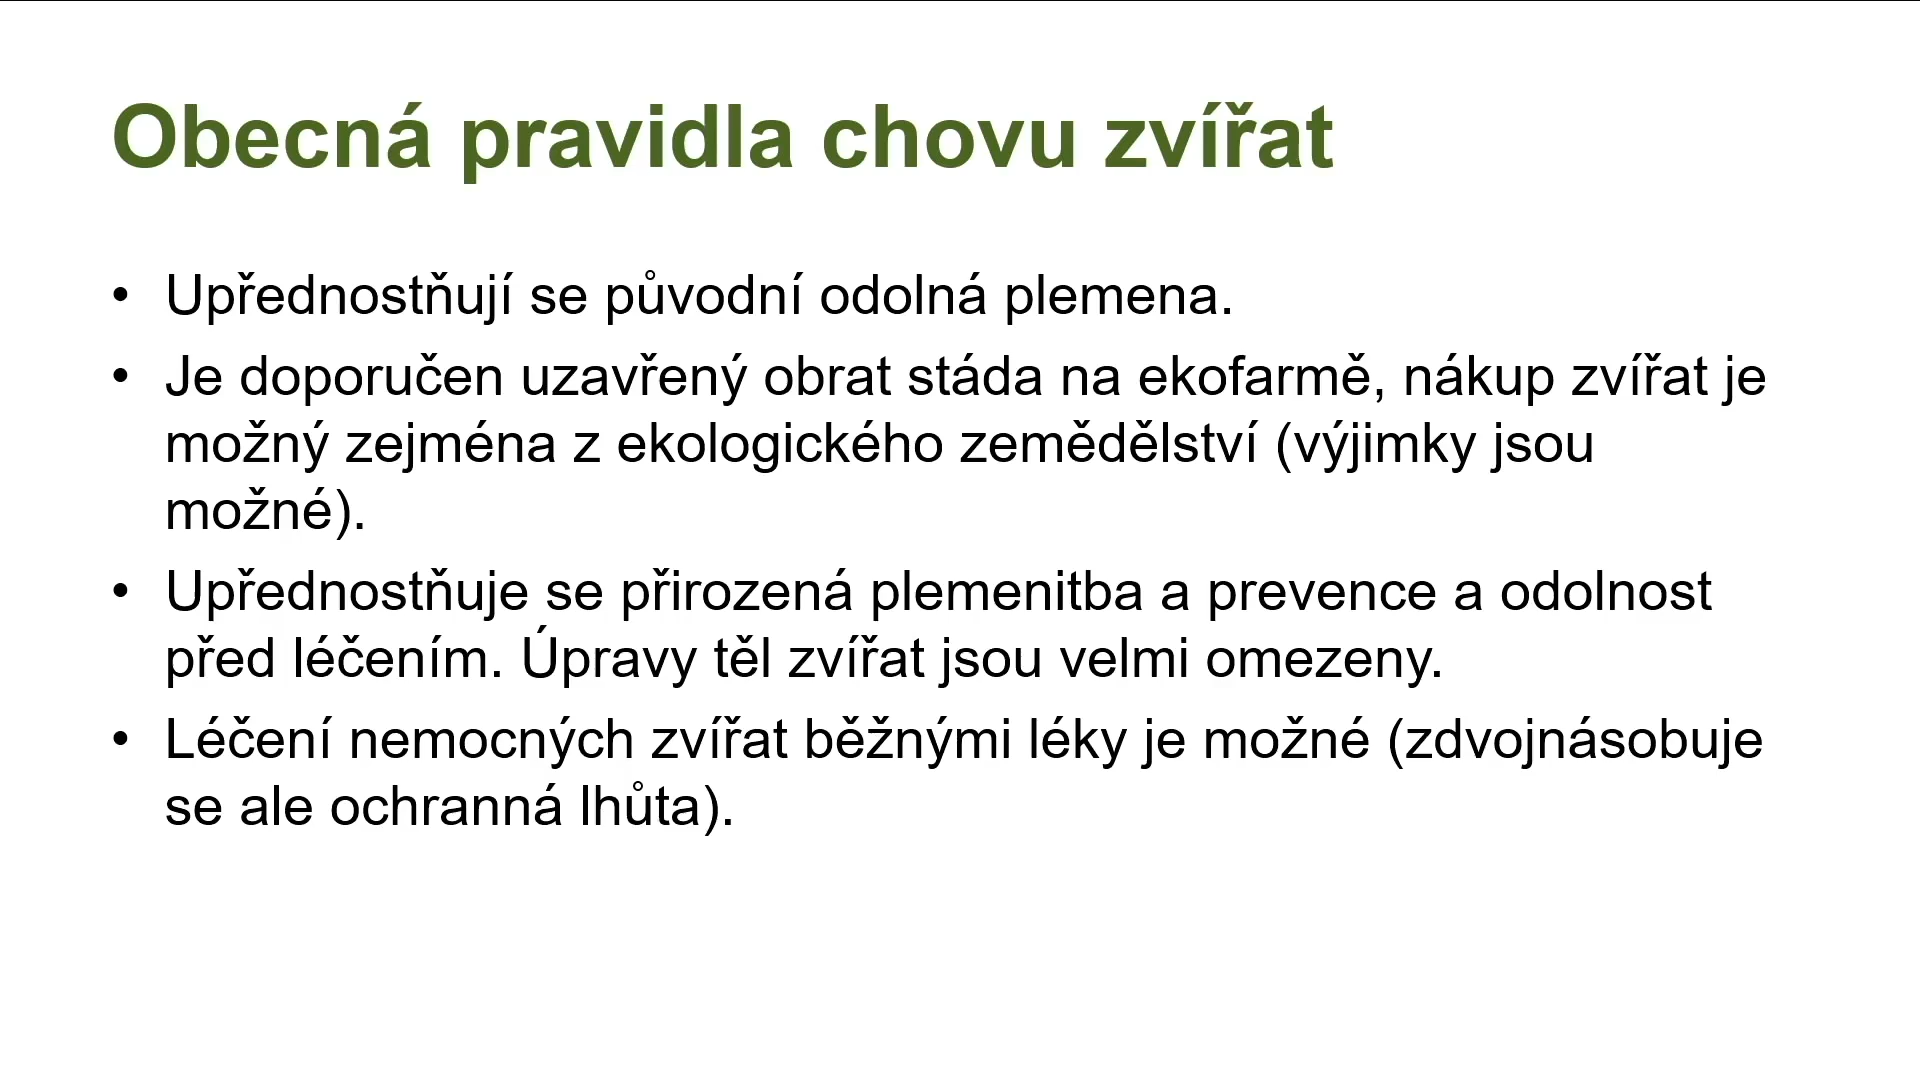 Obecná pravidla chovu zvířat
• Upřednostňují se původní odolná plemena.
• Je doporučen uzavřený obrat stáda na ekofarmě, nákup zvířat je
možný zejména z ekologického zemědělství (výjimky jsou
možné).
• Upřednostňuje se přirozená plemenitba a prevence a odolnost
před léčením. Úpravy těl zvířat jsou velmi omezeny.
• Léčení nemocných zvířat běžnými léky je možné (zdvojnásobuje
se ale ochranná lhůta).